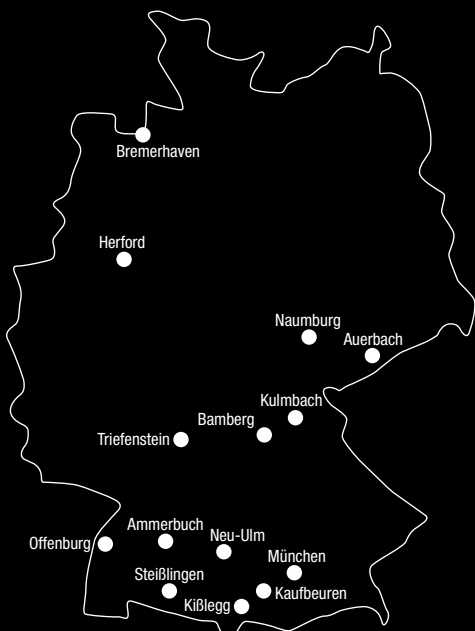 Bremerhaven
Herford
Naumburg
Auerbach
Kulmbach
Bamberg
Triefenstein
Ammerbuch
Neu-Ulm
Offenburg
München
Steißlingen
Kaufbeuren
Kißlegg